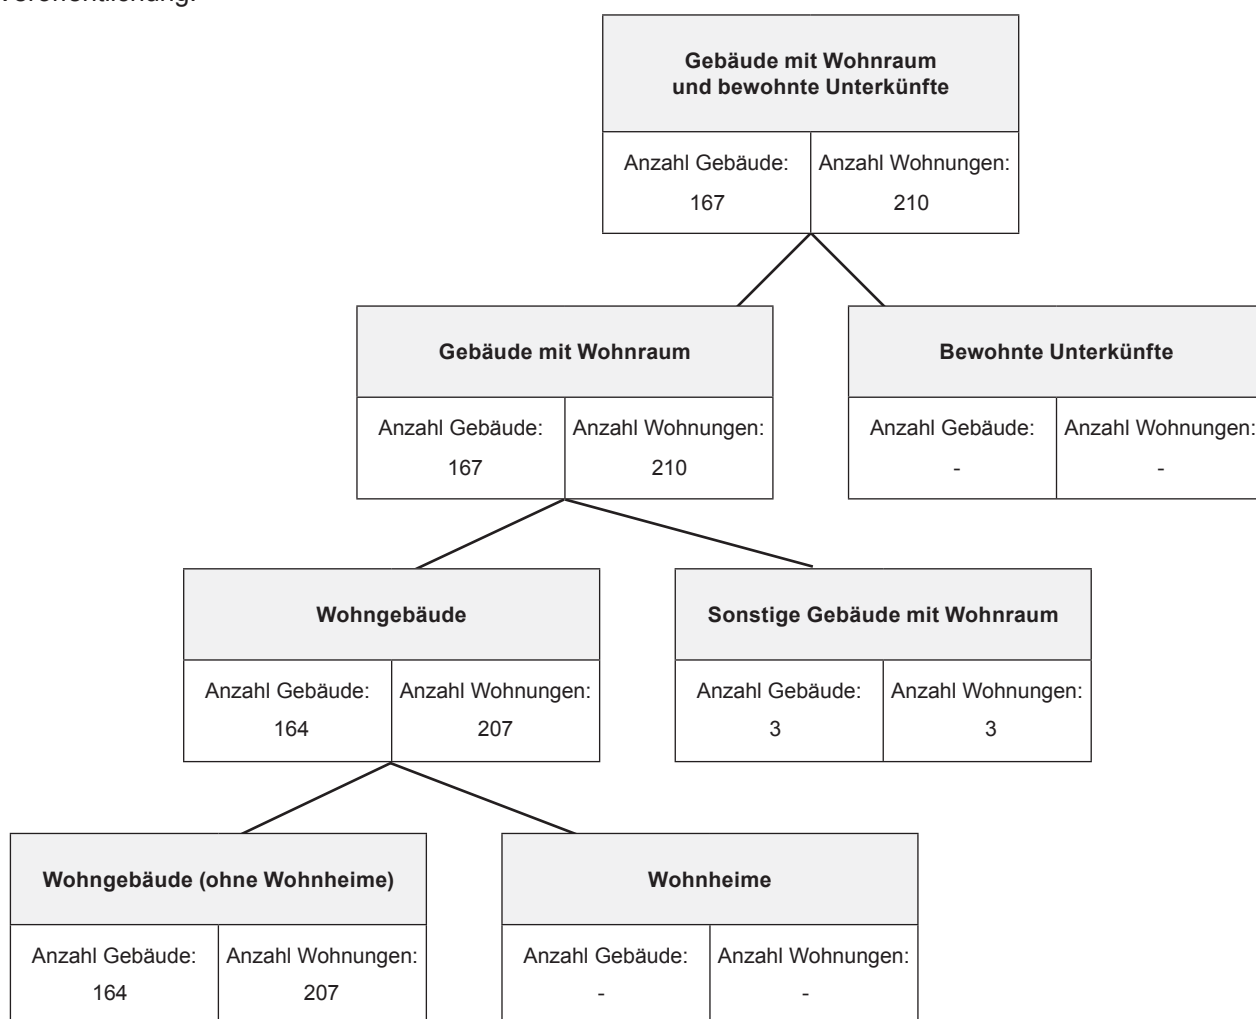 Veröffentlichung.
Gebäude mit Wohnraum
und bewohnte Unterkünfte
Anzahl Gebäude: Anzahl Wohnungen:
167 210
Gebäude mit Wohnraum Bewohnte Unterkünfte
Anzahl Gebäude: Anzahl Wohnungen: Anzahl Gebäude: Anzahl Wohnungen:
167 210 - -
Wohngebäude Sonstige Gebäude mit Wohnraum
Anzahl Gebäude: Anzahl Wohnungen: Anzahl Gebäude: Anzahl Wohnungen:
164 207 3 3
Wohngebäude (ohne Wohnheime) Wohnheime
Anzahl Gebäude: Anzahl Wohnungen: Anzahl Gebäude: Anzahl Wohnungen:
164 207 - -